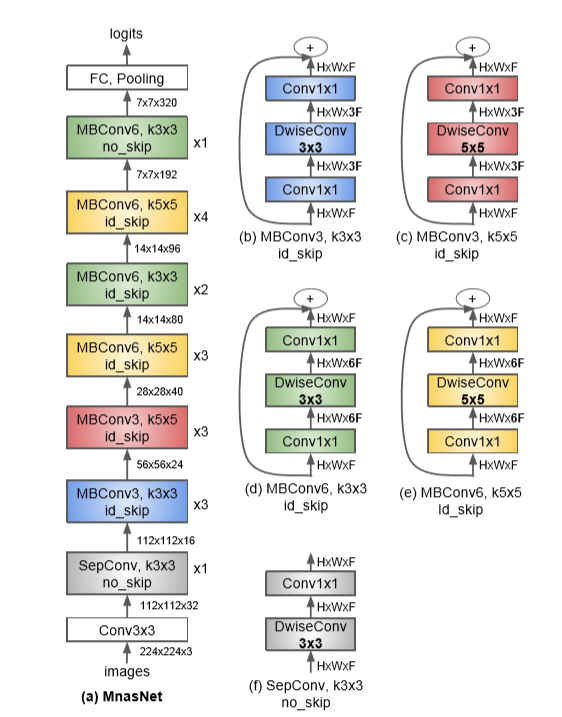 logits
FC, Pooling
7x7x320
MBConv6, k3x3
no_skip
x1
7x7x192
MBConv6, k5x5
id_skip
x4
14x14x96
MBConv6, k3x3
id_skip
x2
14x14x80
MBConv6, k5x5
id_skip
x3
28x28x40
MBConv3, k5x5
id_skip
x3
56x56x24
MBConv3, k3x3
id_skip
x3
112x112x16
SepConv, k3x3
no_skip
x1
112x112x32
Conv3x3
224x224x3
images
(a) MnasNet
+
HxWxF
Conv1x1
HxWx3F
DwiseConv
3x3
HxWx3F
Conv1x1
HxWxF
(b) MBConv3, k3x3
id_skip
+
HxWxF
Conv1x1
HxWx3F
DwiseConv
5x5
HxWx3F
Conv1x1
HxWxF
(c) MBConv3, k5x5
id_skip
+
HxWxF
Conv1x1
HxWx6F
DwiseConv
3x3
HxWx6F
Conv1x1
HxWxF
(d) MBConv6, k3x3
id_skip
+
HxWxF
Conv1x1
HxWx6F
DwiseConv
5x5
HxWx6F
Conv1x1
HxWxF
(e) MBConv6, k5x5
Id_skip
HxWxF
Conv1x1
HxWxF
DwiseConv
3x3
HxWxF
(f) SepConv, k3x3
no_skip